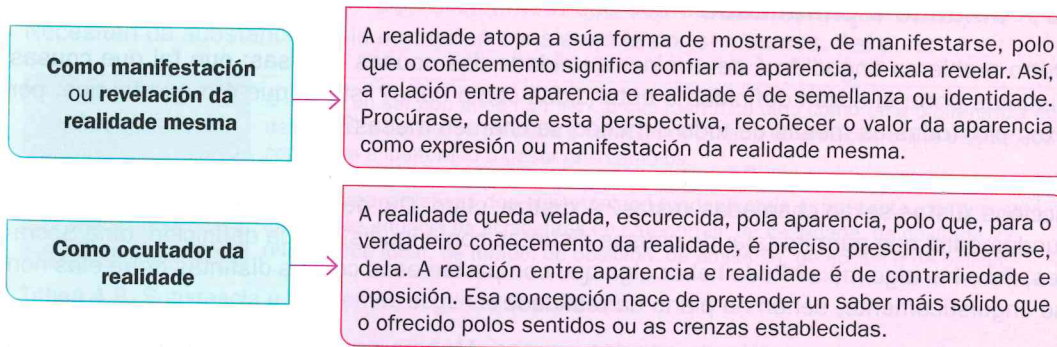 Como manifestación
ou revelación da
realidade mesma
A realidade atopa a súa forma de mostrarse, de manifestarse, polo
que o coñecemento significa confiar na aparencia, deixala revelar. Así,
a relación entre aparencia e realidade é de semellanza ou identidade.
Procúrase, dende esta perspectiva, recoñecer o valor da aparencia
como expresión ou manifestación da realidade mesma.
Como ocultador da
realidade
A realidade queda velada, escurecida, pola aparencia, polo que, para o
verdadeiro coñecemento da realidade, é preciso prescindir, liberarse,
dela. A relación entre aparencia e realidade é de contrariedade e
oposición. Esa concepción nace de pretender un saber máis sólido que
o ofrecido polos sentidos ou as crenzas establecidas.